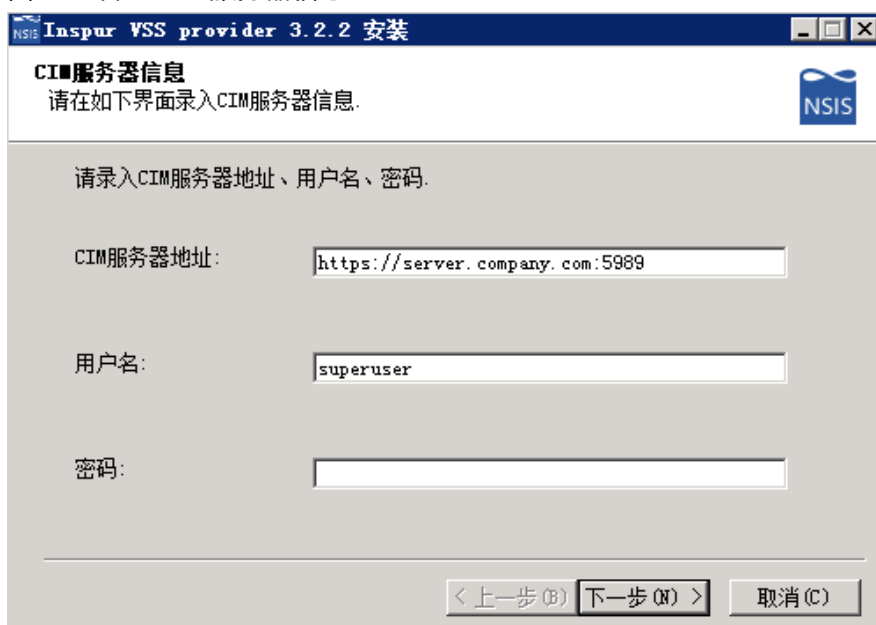 NSIS Inspur VSS provider 3.2.2 安装
CIM服务器信息
请在如下界面录入CIM服务器信息.
NSIS
请录入CIM服务器地址、用户名、密码.
CIM服务器地址: https://server.company.com:5989
用户名: superuser
密码:
< 上一步(B) 下一步(N) > 取消(C)